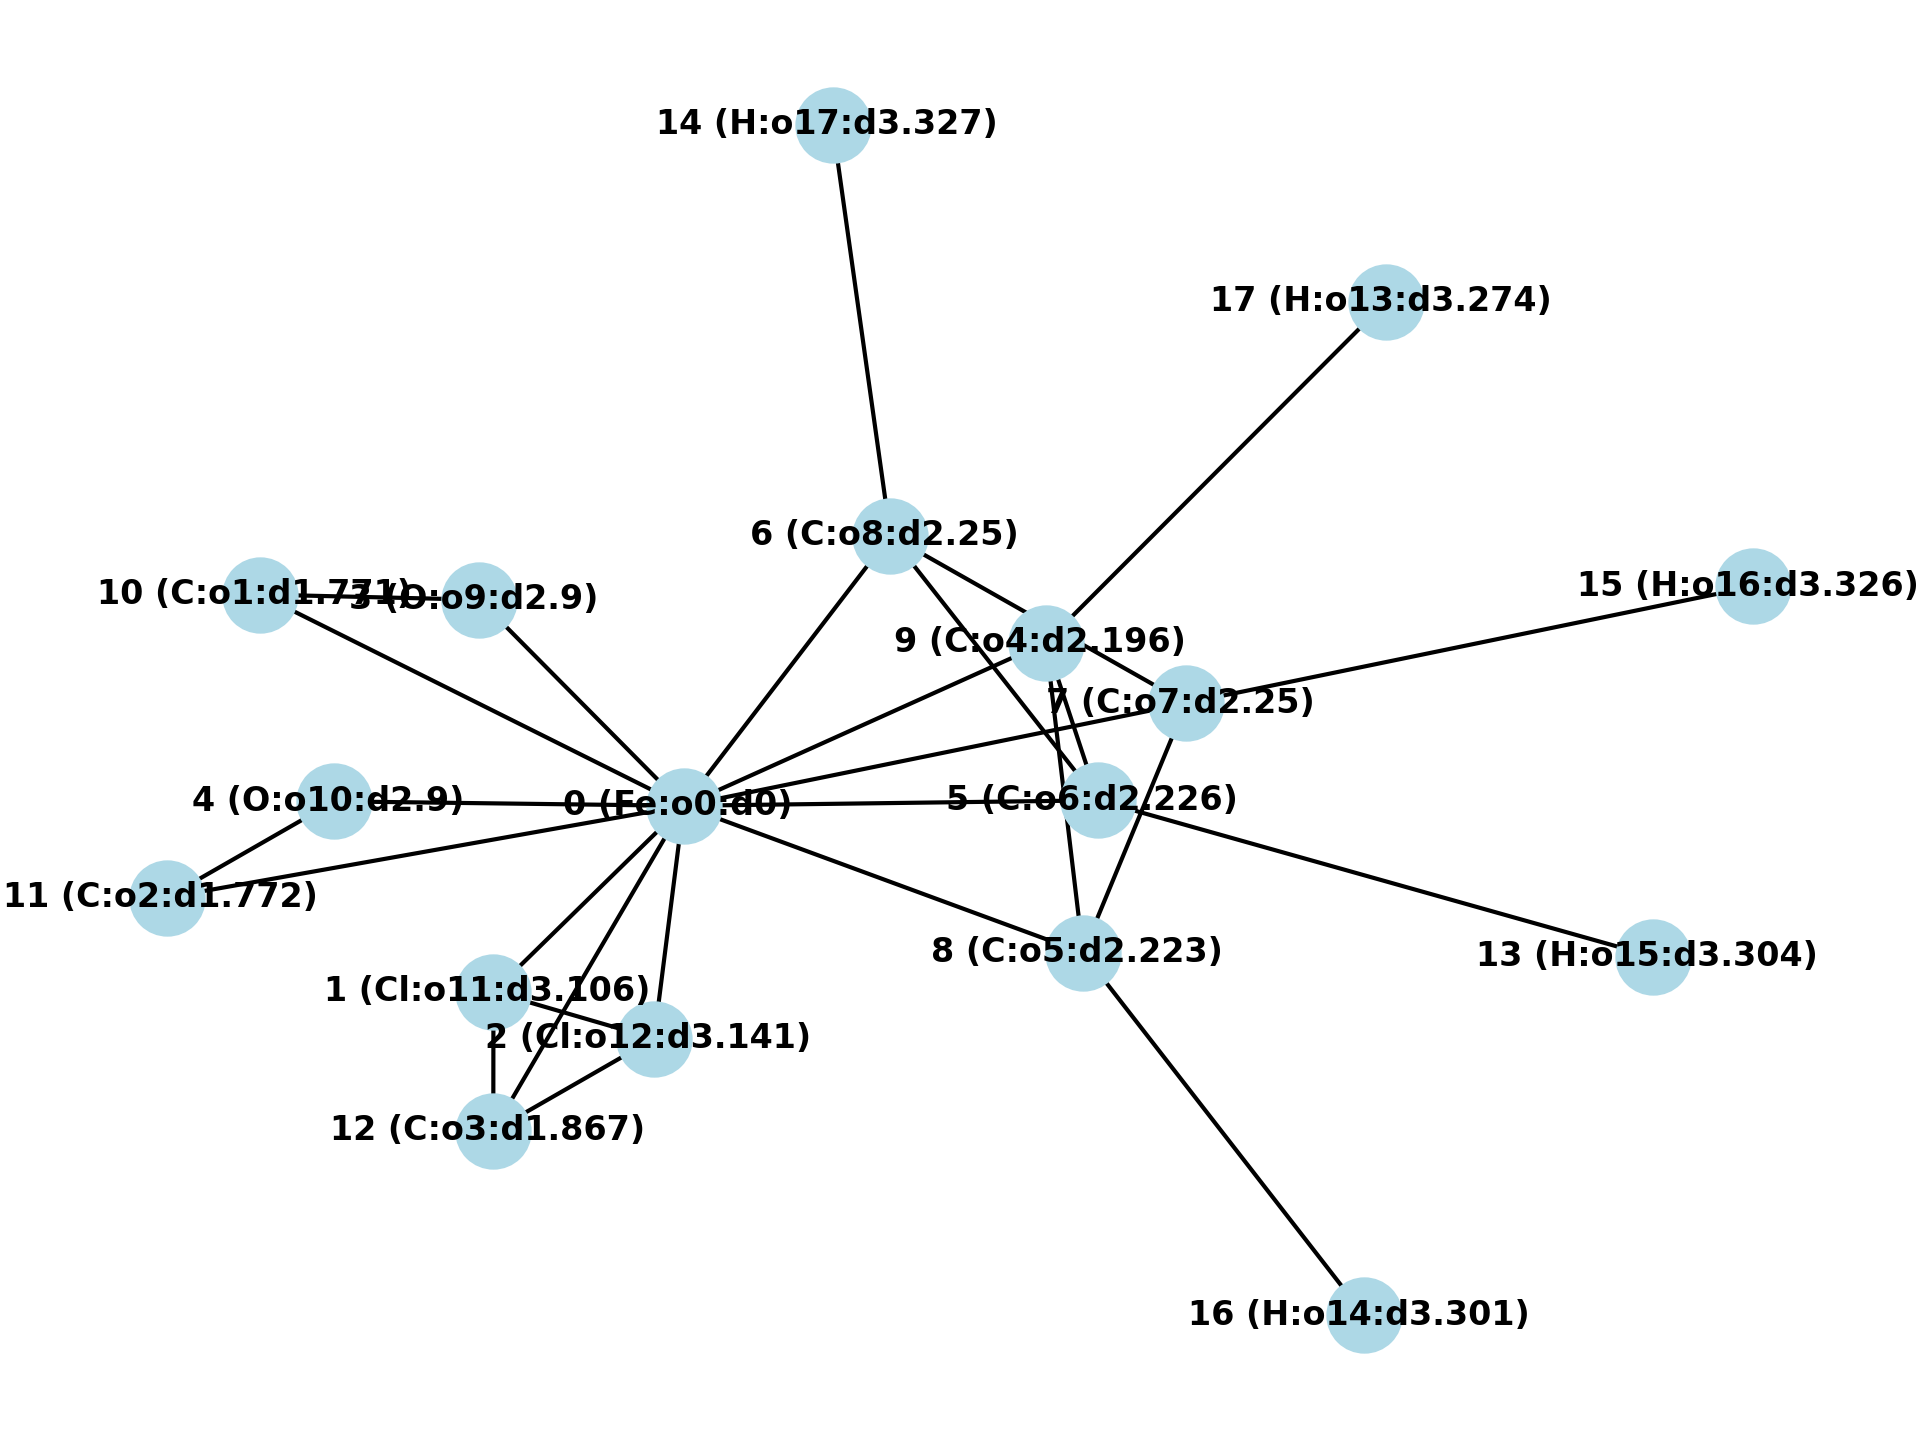 14 (H:o17:d3.327)
17 (H:o13:d3.274)
6 (C:o8:d2.25)
15 (H:o16:d3.326)
10 (C:o1:d1.771)
3 (O:o9:d2.9)
9 (C:o4:d2.196)
7 (C:o7:d2.25)
4 (O:o10:d2.9)
0 (Fe:o0:d0)
5 (C:o6:d2.226)
11 (C:o2:d1.772)
8 (C:o5:d2.223)
13 (H:o15:d3.304)
1 (Cl:o11:d3.106)
2 (Cl:o12:d3.141)
12 (C:o3:d1.867)
16 (H:o14:d3.301)